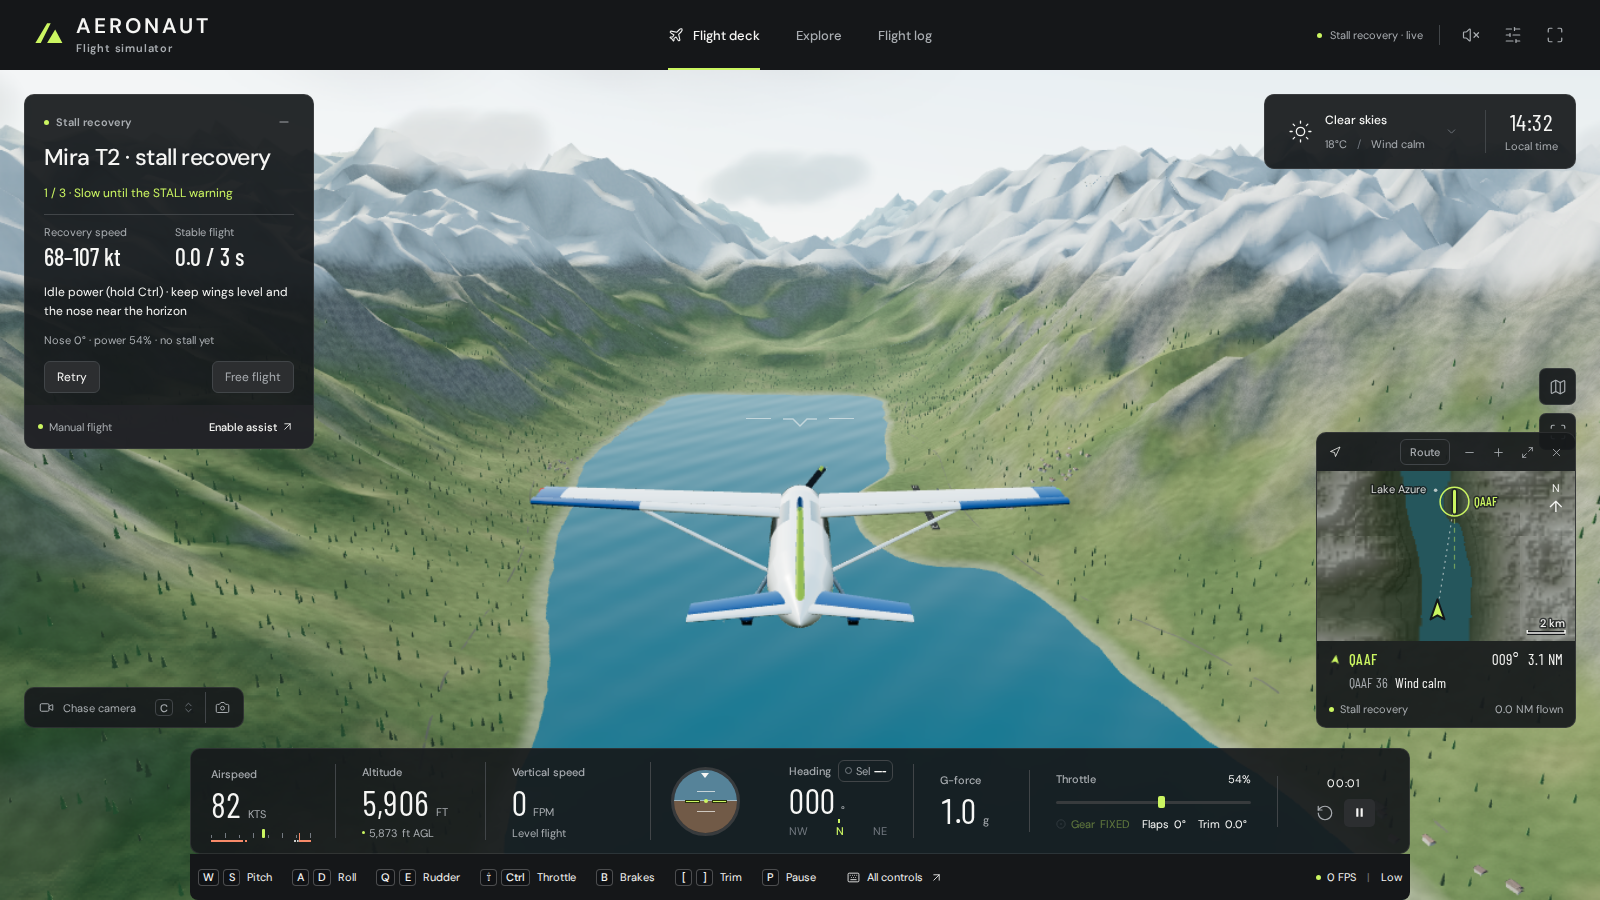 AERONAUT
Flight simulator
Flight deck
Explore
Flight log
Stall recovery · live
Stall recovery
Mira T2 · stall recovery
1 / 3 · Slow until the STALL warning
Recovery speed
Stable flight
68–107 kt
0.0 / 3 s
Idle power (hold Ctrl) · keep wings level and
the nose near the horizon
Nose 0° · power 54% · no stall yet
Retry
Free flight
Manual flight
Enable assist
Clear skies
18°C / Wind calm
14:32
Local time
Route
Lake Azure
QAAF
N
2 km
QAAF
009° 3.1 NM
QAAF 36 Wind calm
Stall recovery
0.0 NM flown
Chase camera
C
Airspeed
82 KTS
Altitude
5,906 FT
5,873 ft AGL
Vertical speed
0 FPM
Level flight
Heading
Sel —
000°
NW N NE
G-force
1.0 g
Throttle
54%
Gear FIXED Flaps 0° Trim 0.0°
00:01
W S Pitch
A D Roll
Q E Rudder
⇧ Ctrl Throttle
B Brakes
[ ] Trim
P Pause
All controls
0 FPS | Low